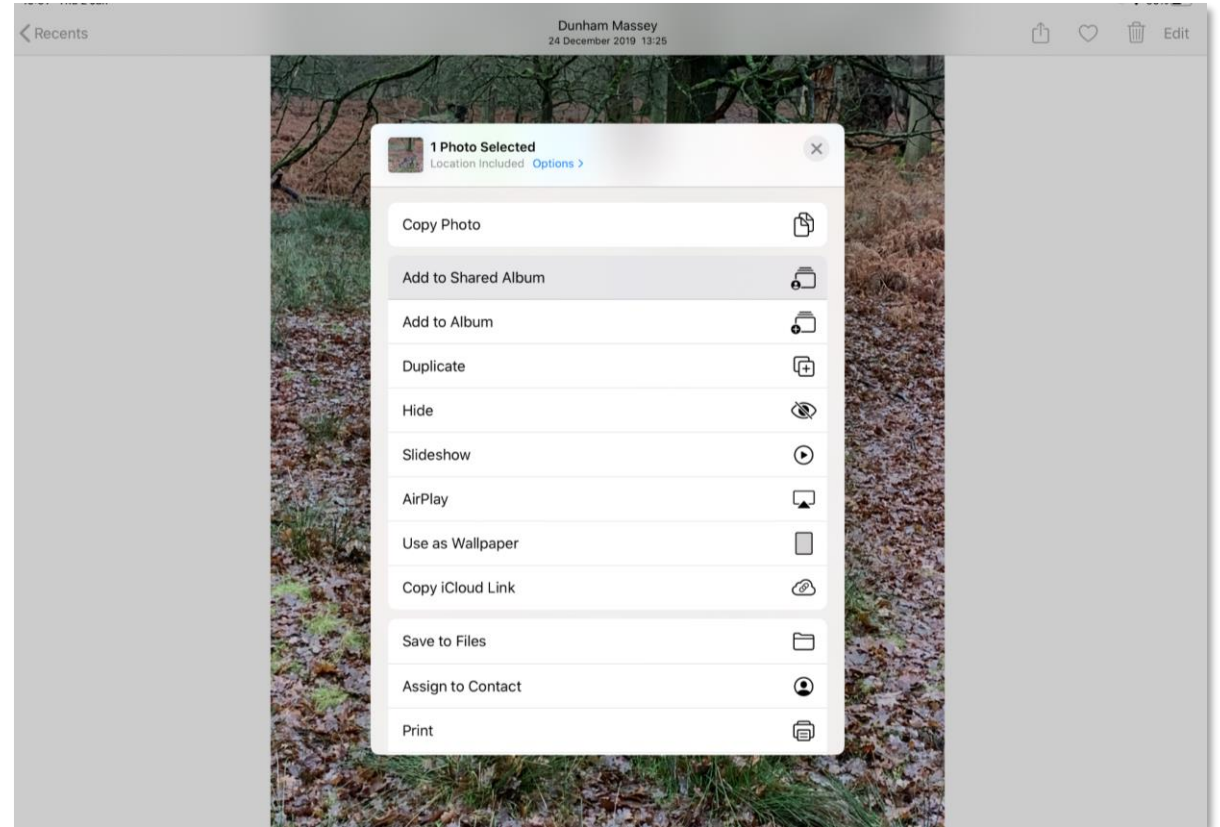 Recents
Dunham Massey
24 December 2019 13:25
Edit
1 Photo Selected
Location Included Options >
Copy Photo
Add to Shared Album
Add to Album
Duplicate
Hide
Slideshow
AirPlay
Use as Wallpaper
Copy iCloud Link
Save to Files
Assign to Contact
Print